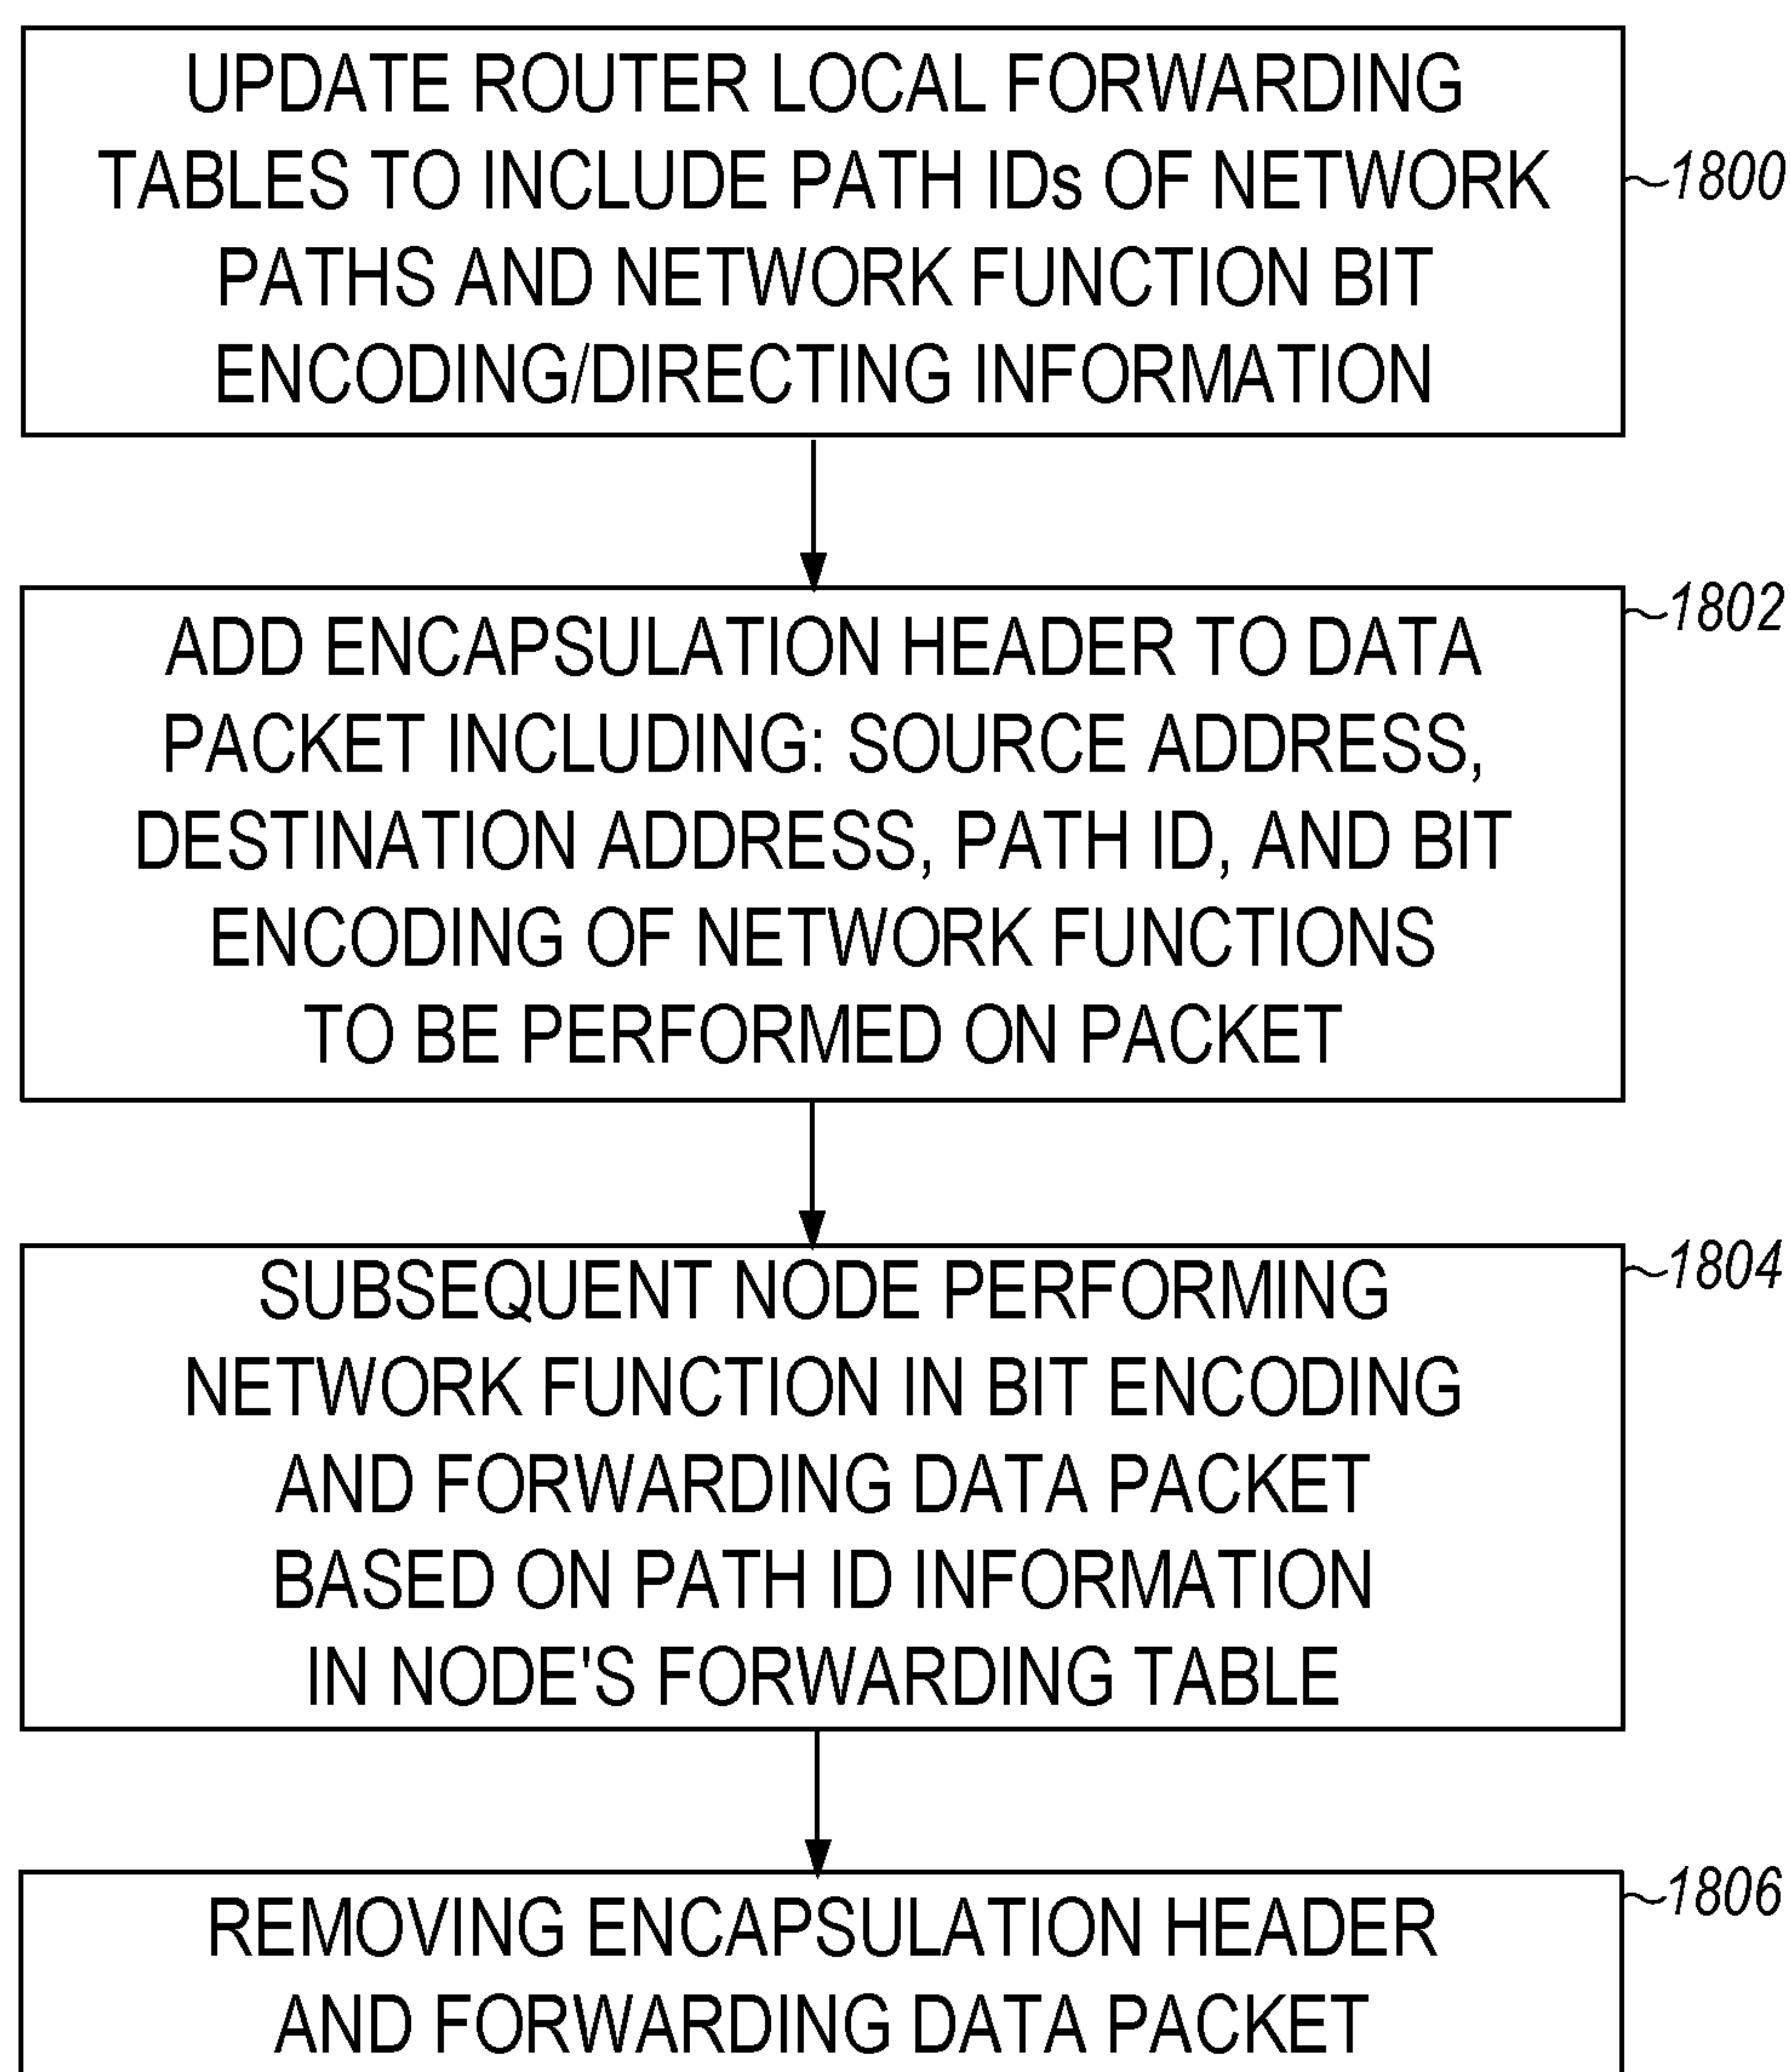 UPDATE ROUTER LOCAL FORWARDING
TABLES TO INCLUDE PATH IDs OF NETWORK
PATHS AND NETWORK FUNCTION BIT
ENCODING/DIRECTING INFORMATION
1800
ADD ENCAPSULATION HEADER TO DATA
PACKET INCLUDING: SOURCE ADDRESS,
DESTINATION ADDRESS, PATH ID, AND BIT
ENCODING OF NETWORK FUNCTIONS
TO BE PERFORMED ON PACKET
1802
SUBSEQUENT NODE PERFORMING
NETWORK FUNCTION IN BIT ENCODING
AND FORWARDING DATA PACKET
BASED ON PATH ID INFORMATION
IN NODE'S FORWARDING TABLE
1804
REMOVING ENCAPSULATION HEADER
AND FORWARDING DATA PACKET
1806